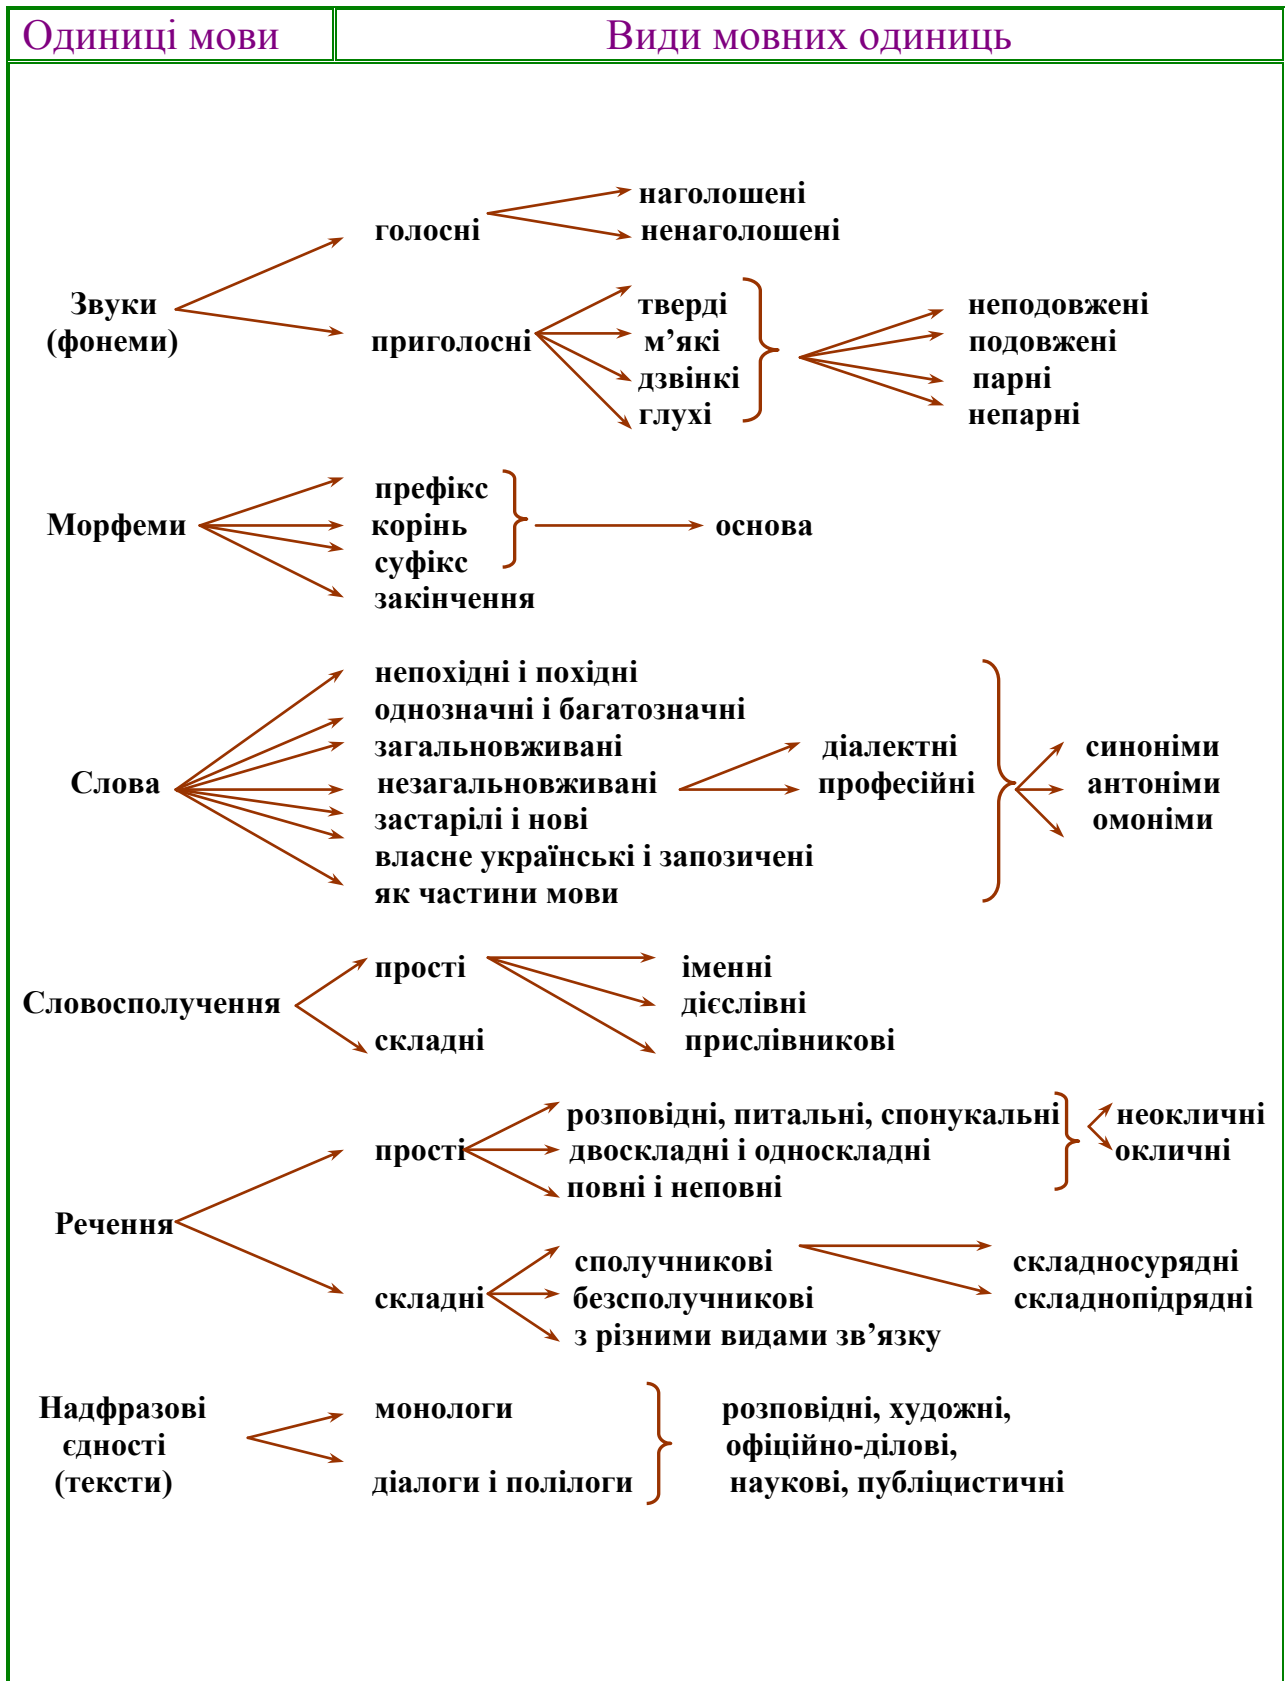 Одиниці мови Види мовних одиниць
наголошені
голосні ненаголошені
Звуки тверді неподовжені
(фонеми) приголосні м’які подовжені
дзвінкі парні
глухі непарні
префікс
Морфеми корінь основа
суфікс
закінчення
непохідні і похідні
однозначні і багатозначні
загальновживані діалектні синоніми
Слова незагальновживані професійні антоніми
застарілі і нові омоніми
власне українські і запозичені
як частини мови
прості іменні
Словосполучення дієслівні
складні прислівникові
розповідні, питальні, спонукальні неокличні
прості двоскладні і односкладні окличні
повні і неповні
Речення
сполучникові складносурядні
складні безсполучникові складнопідрядні
з різними видами зв’язку
Надфразові монологи розповідні, художні,
єдності офіційно-ділові,
(тексти) діалоги і полілоги наукові, публіцистичні